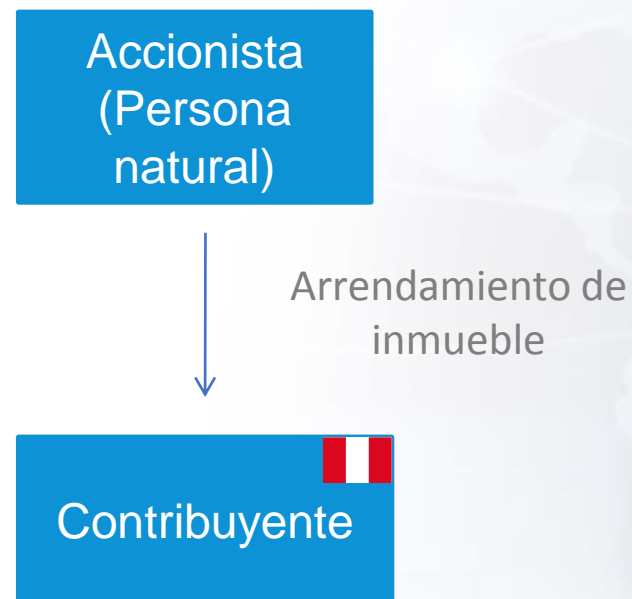 Accionista
(Persona
natural)
Arrendamiento de
inmueble
Contribuyente